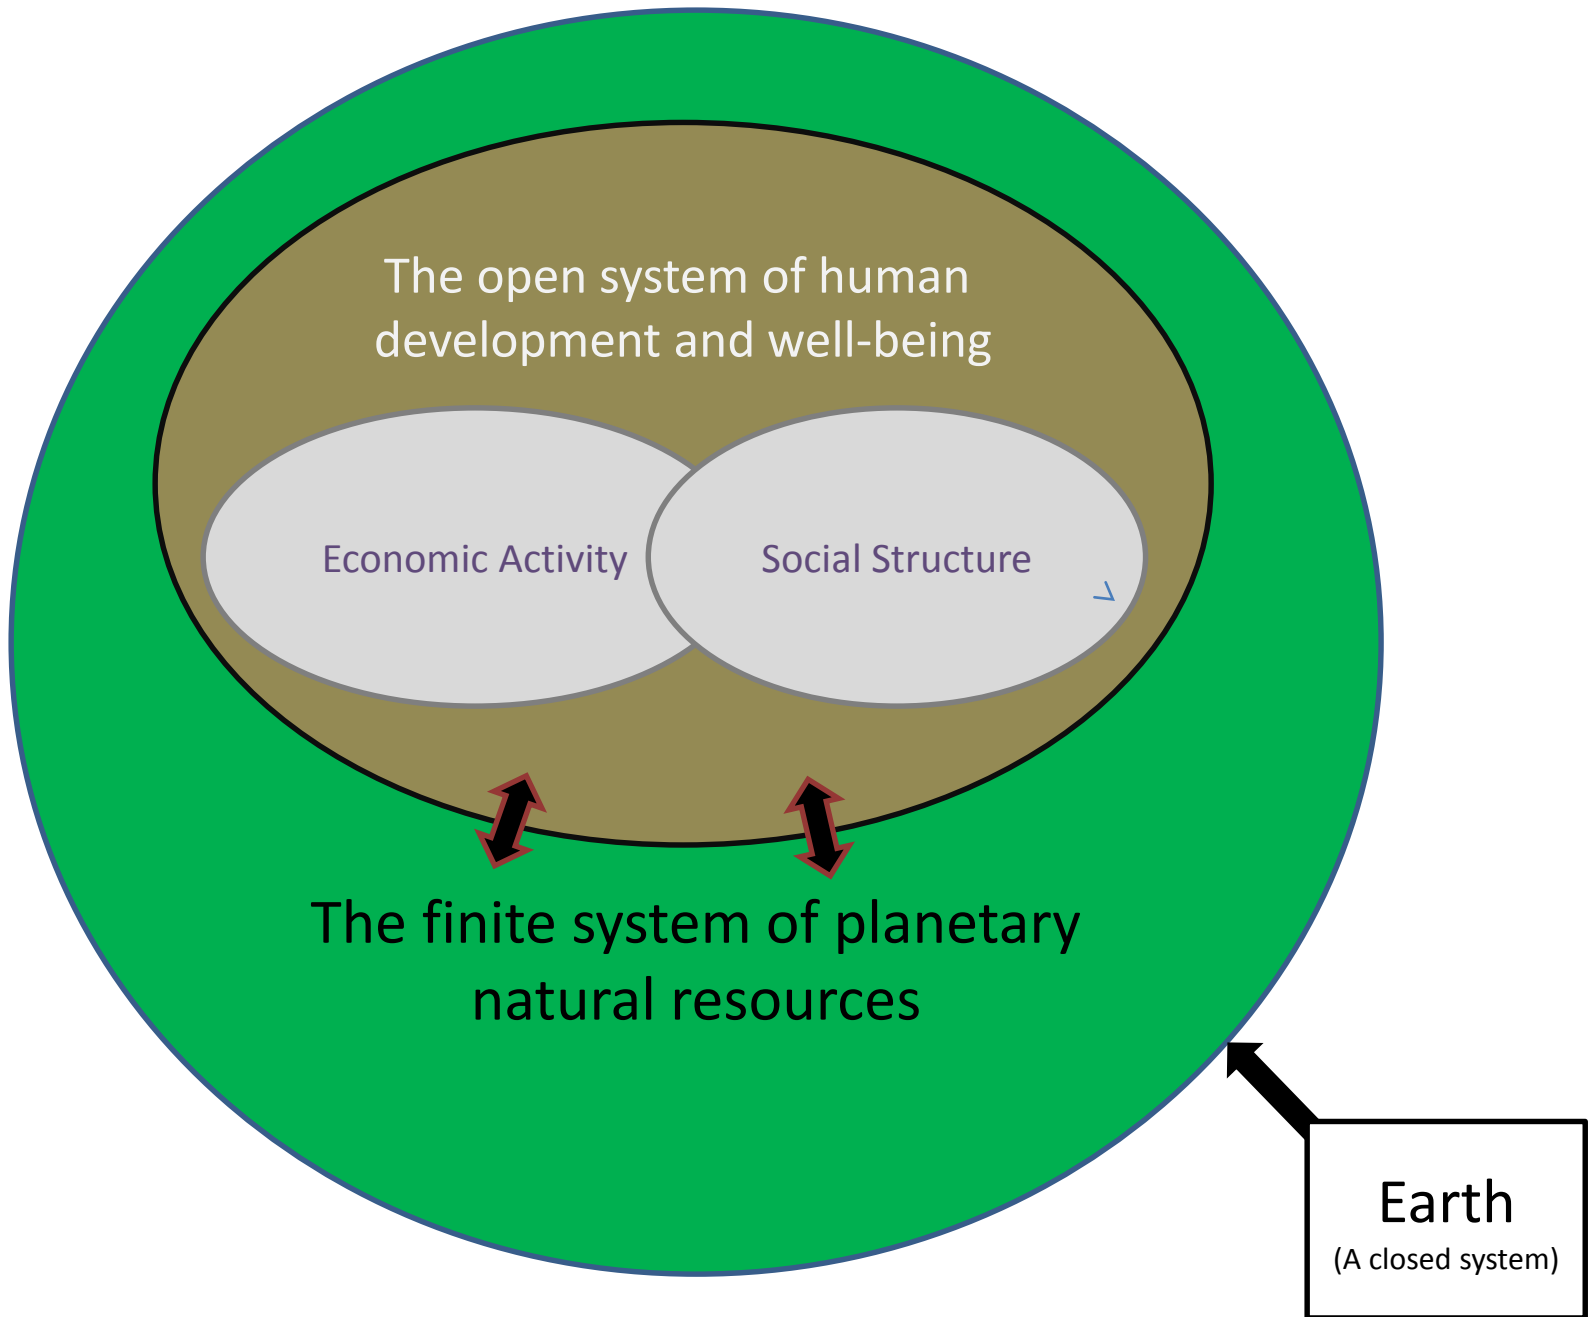 The open system of human
development and well-being
Economic Activity
Social Structure
The finite system of planetary
natural resources
Earth
(A closed system)